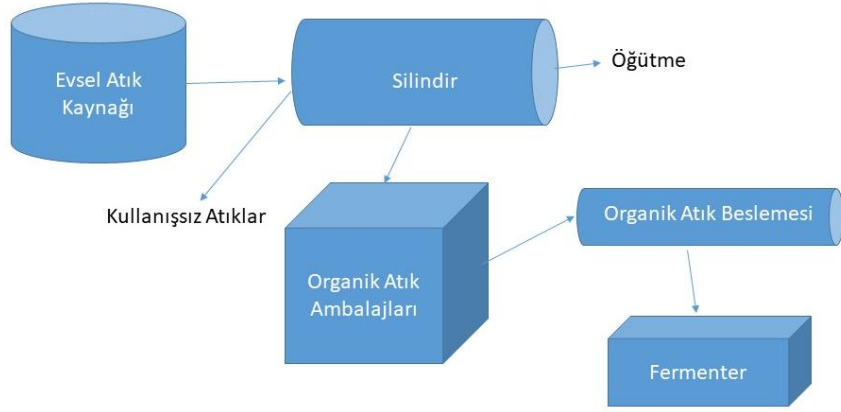 Evsel Atık
Kaynağı
Silindir
Öğütme
Kullanışsız Atıklar
Organik Atık
Ambalajları
Organik Atık Beslemesi
Fermenter